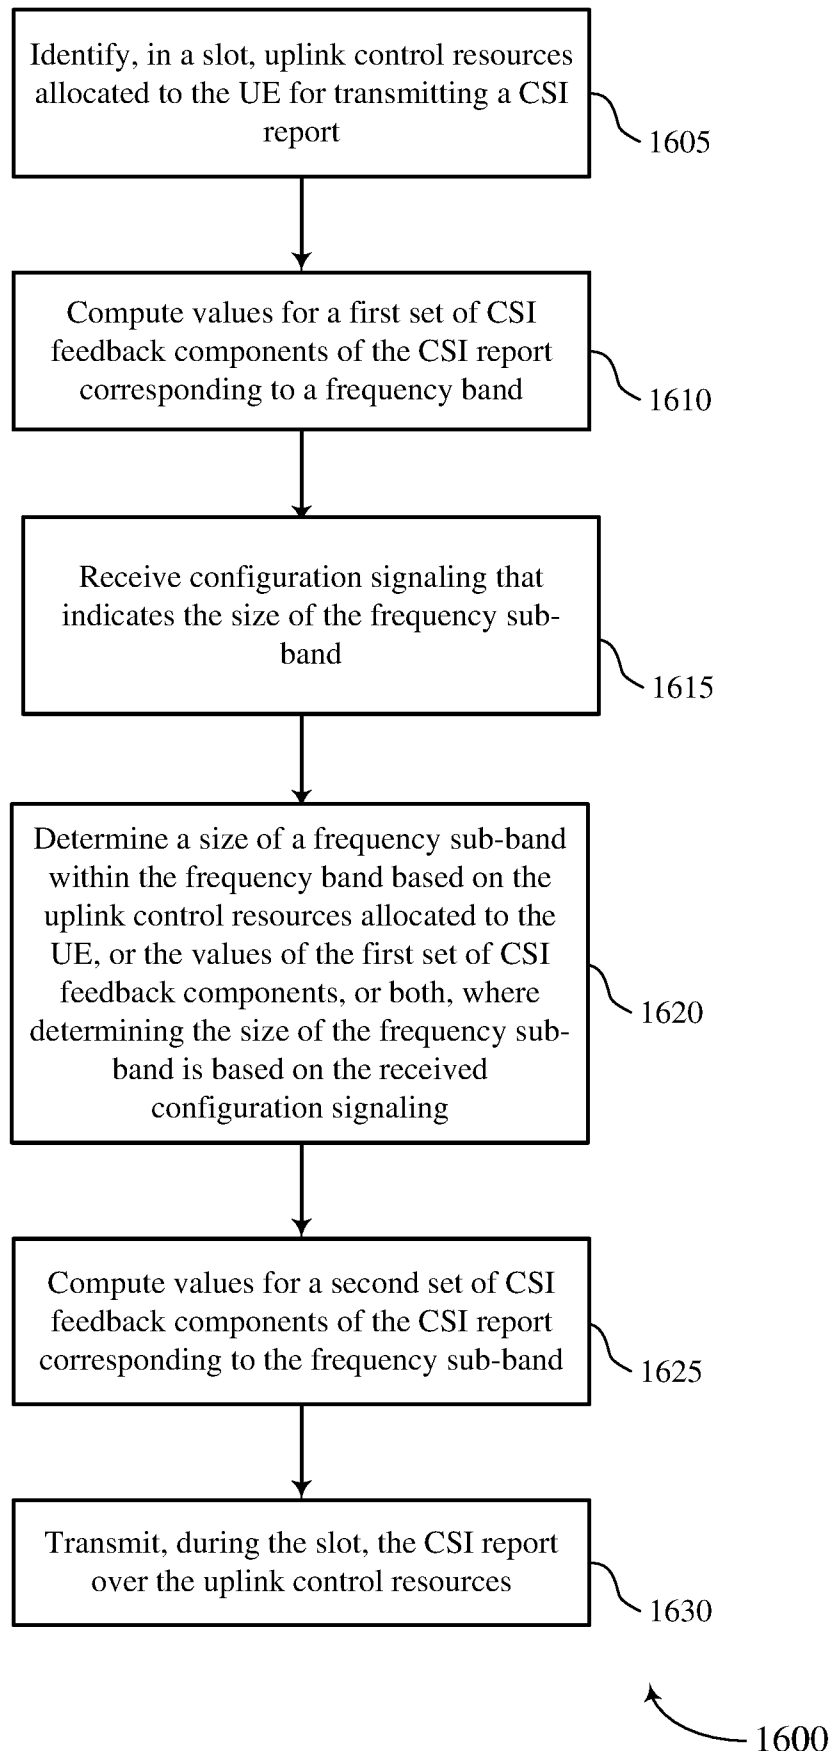 Identify, in a slot, uplink control resources
allocated to the UE for transmitting a CSI
report
1605
Compute values for a first set of CSI
feedback components of the CSI report
corresponding to a frequency band
1610
Receive configuration signaling that
indicates the size of the frequency sub-
band
1615
Determine a size of a frequency sub-band
within the frequency band based on the
uplink control resources allocated to the
UE, or the values of the first set of CSI
feedback components, or both, where
determining the size of the frequency sub-
band is based on the received
configuration signaling
1620
Compute values for a second set of CSI
feedback components of the CSI report
corresponding to the frequency sub-band
1625
Transmit, during the slot, the CSI report
over the uplink control resources
1630
1600